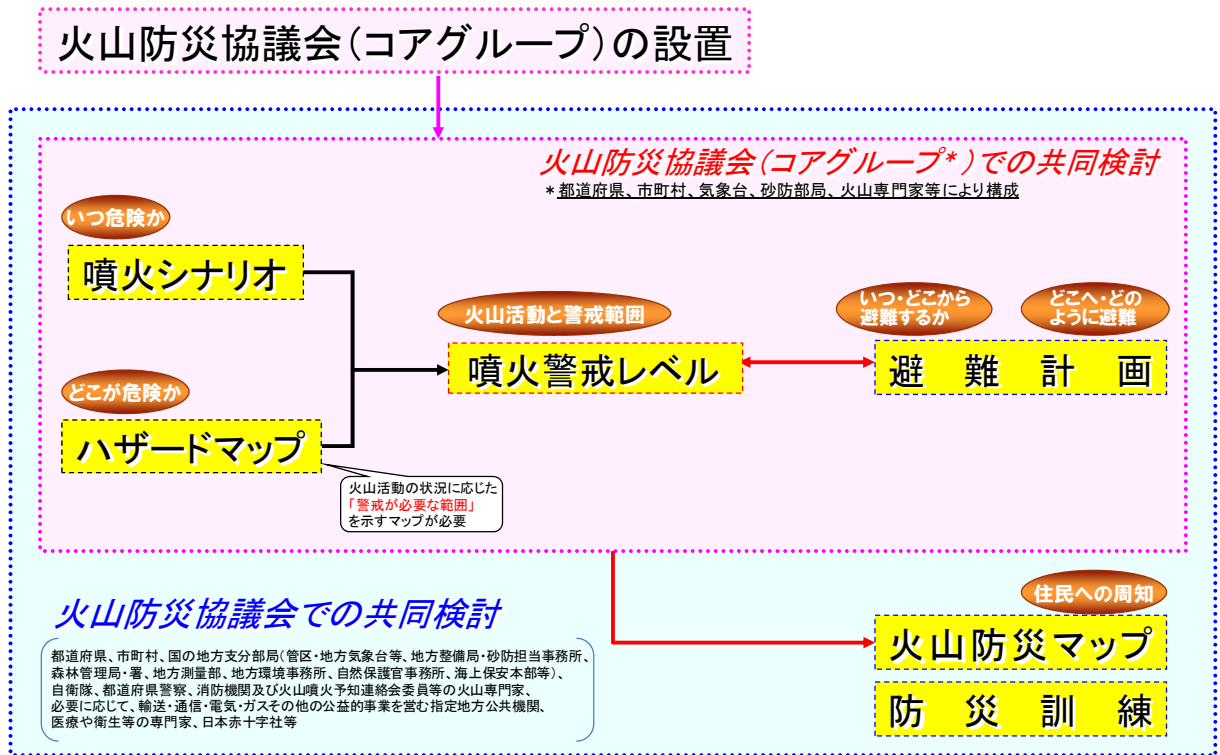 火山防災協議会(コアグループ)の設置
火山防災協議会(コアグループ*)での共同検討
*都道府県、市町村、気象台、砂防部局、火山専門家等により構成
いつ危険か
噴火シナリオ
どこが危険か
ハザードマップ
火山活動の状況に応じた
「警戒が必要な範囲」
を示すマップが必要
火山活動と警戒範囲
噴火警戒レベル
いつ・どこから
避難するか
どこへ・どの
ように避難
避難計画
火山防災協議会での共同検討
都道府県、市町村、国の地方支分部局(管区・地方気象台等、地方整備局・砂防担当事務所、
森林管理局・署、地方測量部、地方環境事務所、自然保護官事務所、海上保安本部等)、
自衛隊、都道府県警察、消防機関及び火山噴火予知連絡会委員等の火山専門家、
必要に応じて、輸送・通信・電気・ガスその他の公益的事業を営む指定地方公共機関、
医療や衛生等の専門家、日本赤十字社等
住民への周知
火山防災マップ
防災訓練